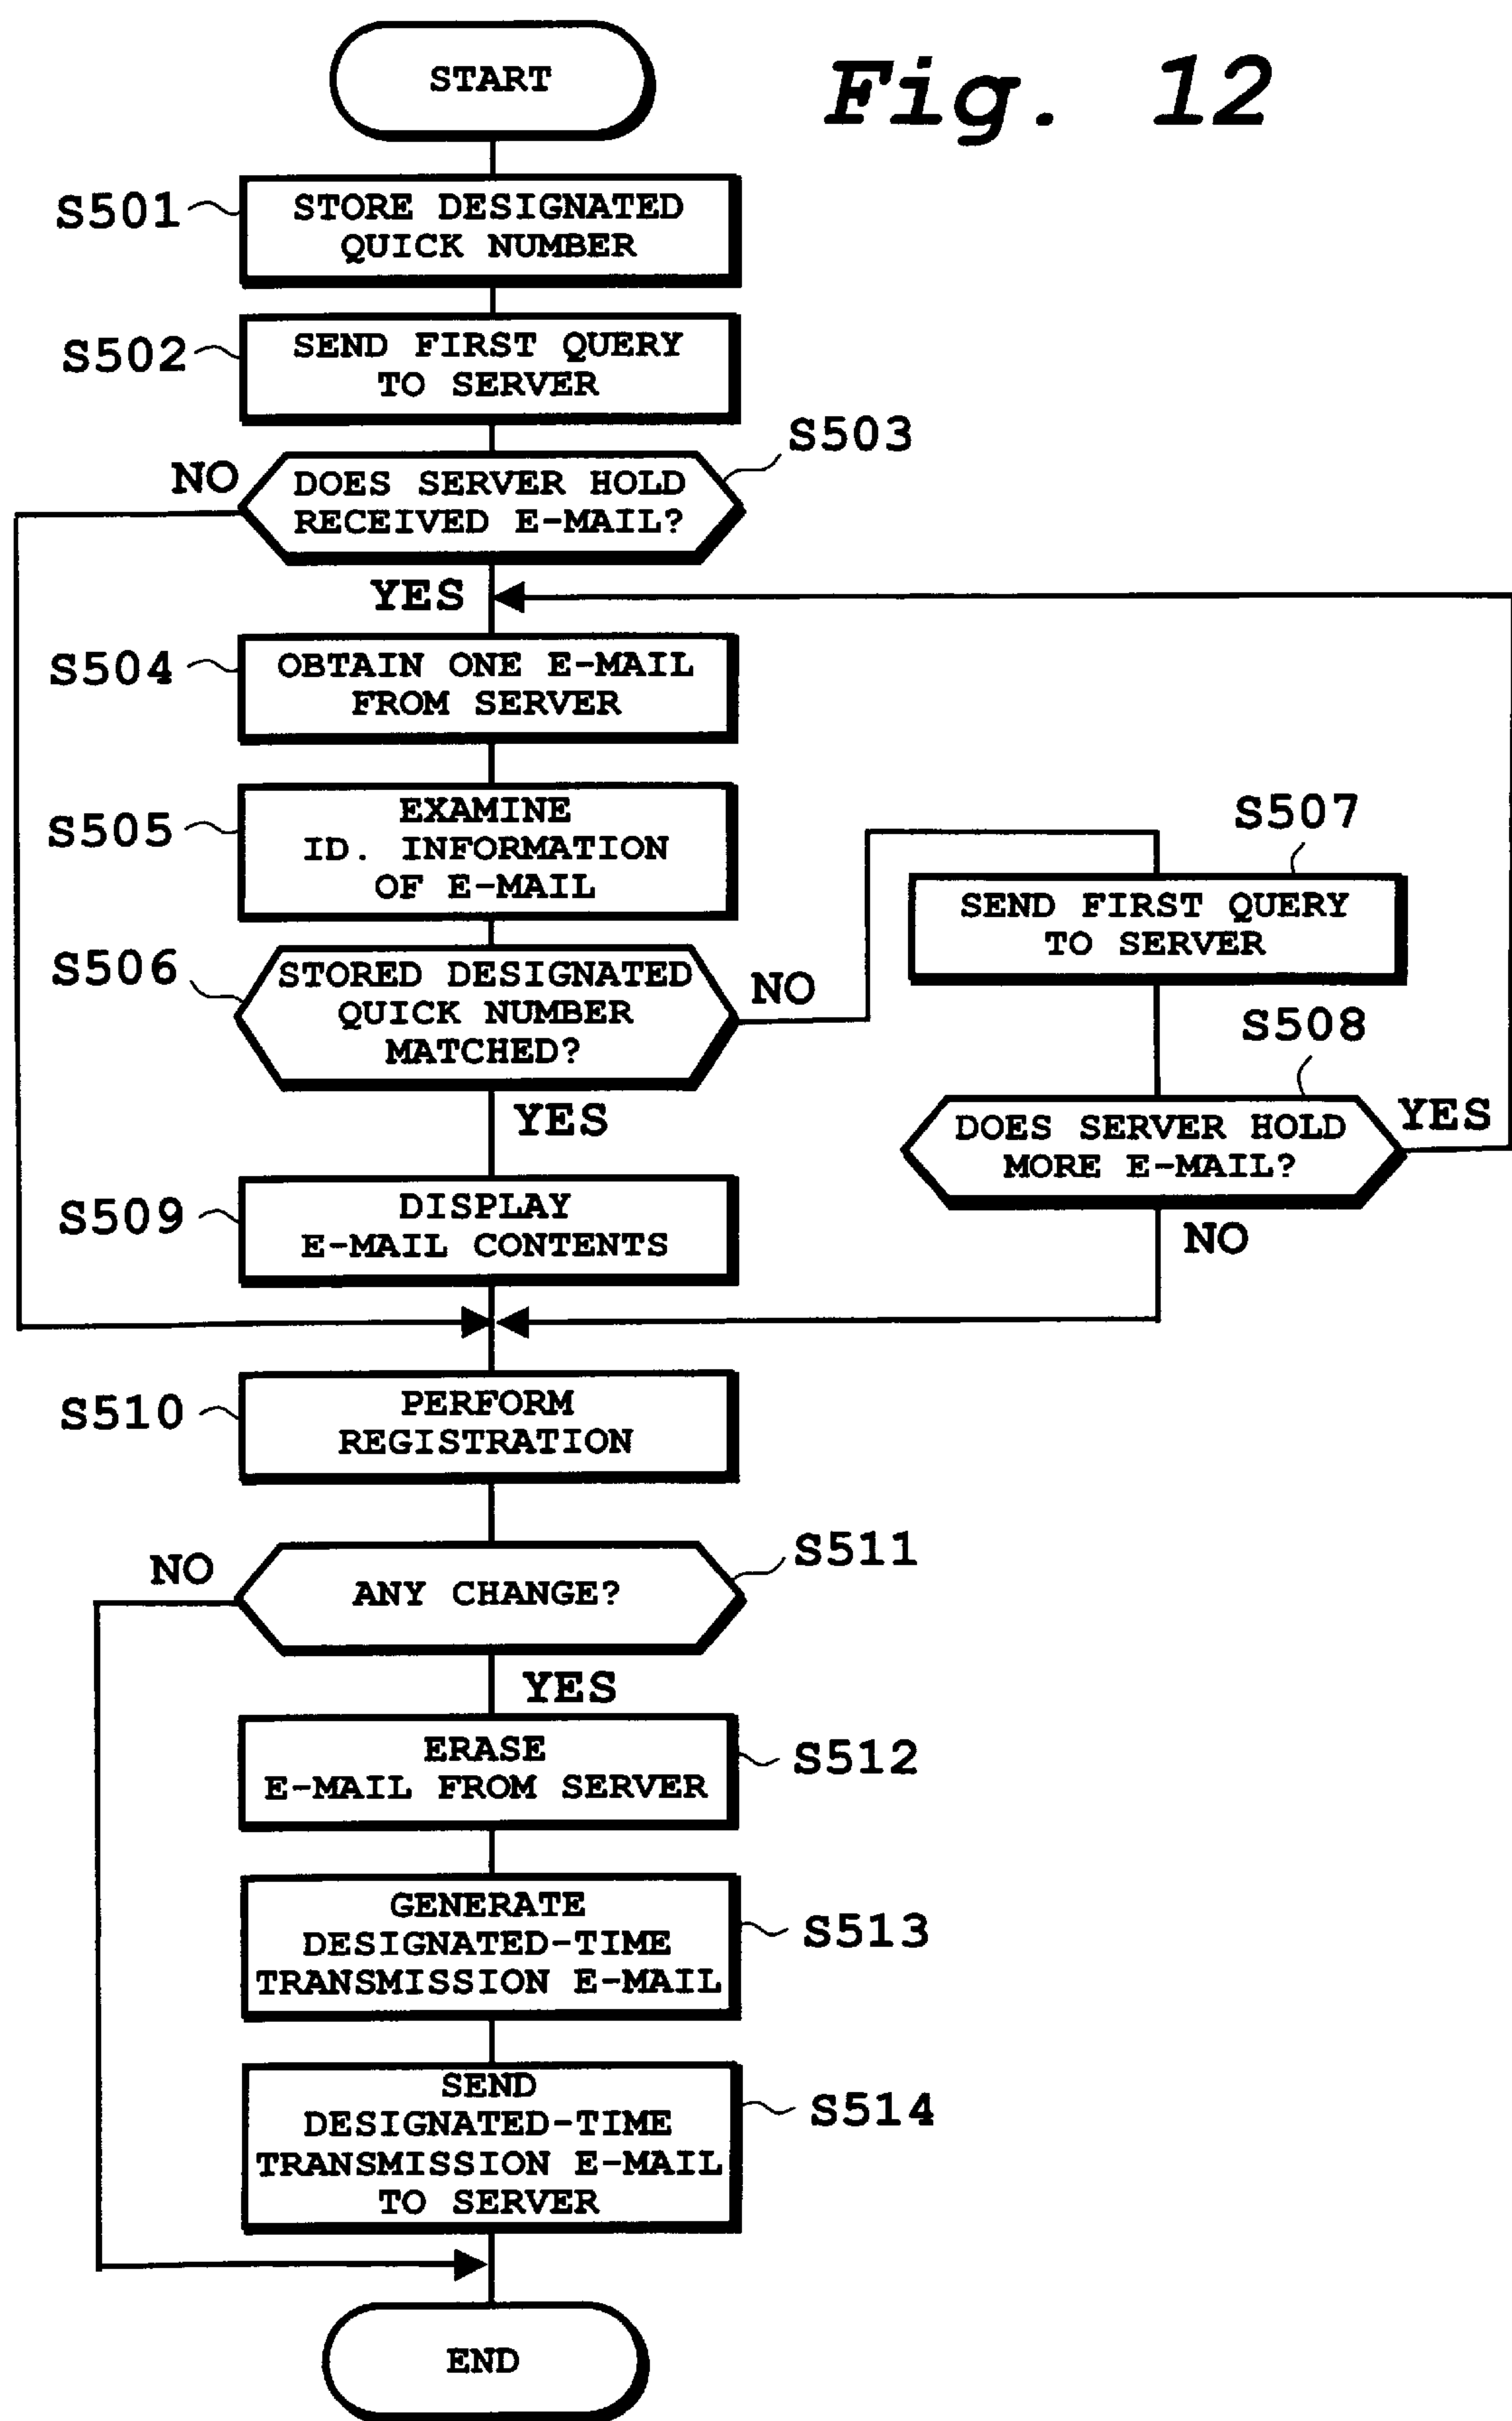 START
Fig. 12
S501
STORE DESIGNATED
QUICK NUMBER
S502
SEND FIRST QUERY
TO SERVER
S503
NO
DOES SERVER HOLD
RECEIVED E-MAIL?
YES
S504
OBTAIN ONE E-MAIL
FROM SERVER
S505
EXAMINE
ID. INFORMATION
OF E-MAIL
S506
STORED DESIGNATED
QUICK NUMBER
MATCHED?
NO
S507
SEND FIRST QUERY
TO SERVER
S508
DOES SERVER HOLD
MORE E-MAIL?
YES
NO
YES
S509
DISPLAY
E-MAIL CONTENTS
S510
PERFORM
REGISTRATION
S511
NO
ANY CHANGE?
YES
ERASE
E-MAIL FROM SERVER
S512
GENERATE
DESIGNATED-TIME
TRANSMISSION E-MAIL
S513
SEND
DESIGNATED-TIME
TRANSMISSION E-MAIL
TO SERVER
S514
END